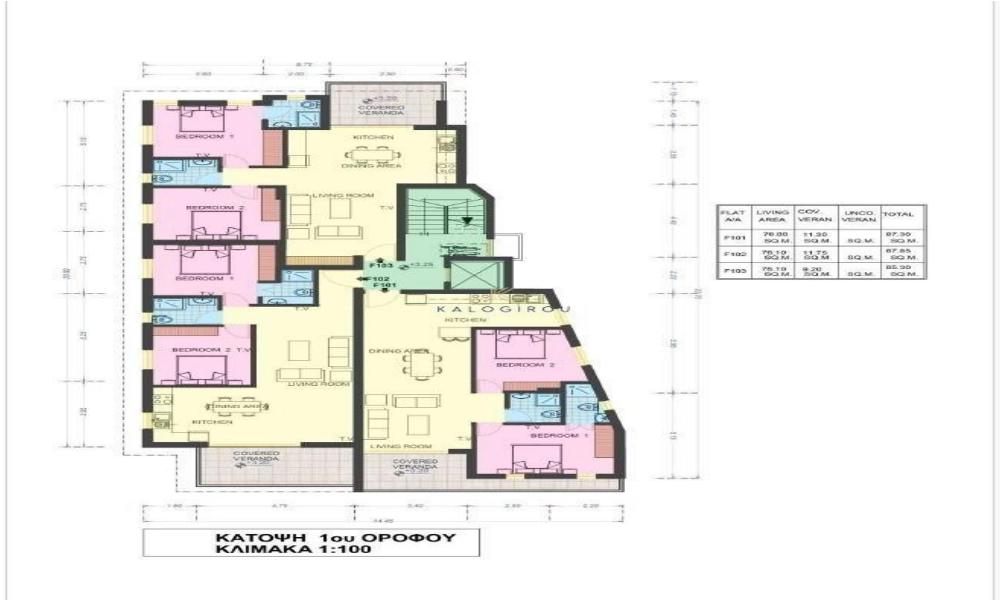 COVERED
VERANDA
BEDROOM 1
KITCHEN
DINING AREA
T.V
BEDROOM 2
LIVING ROOM
T.V
T.V
FLAT A/A LIVING AREA COV. VERAN. UNCO. VERAN. TOTAL
F101 76.00 SQ.M. 11.30 SQ.M. SQ.M. 87.30 SQ.M.
F102 76.10 SQ.M. 11.75 SQ.M. SQ.M. 87.85 SQ.M.
F103 76.10 SQ.M. 9.20 SQ.M. SQ.M. 85.30 SQ.M.
F103
+3.25
F102
F101
BEDROOM 1
T.V
KALOGIROU
KITCHEN
BEDROOM 2
T.V
DINING AREA
BEDROOM 2
LIVING ROOM
DINING AREA
KITCHEN
T.V
T.V
T.V
BEDROOM 1
LIVING ROOM
COVERED
VERANDA
COVERED
VERANDA
14.45
ΚΑΤΟΨΗ 1ου ΟΡΟΦΟΥ
ΚΛΙΜΑΚΑ 1:100